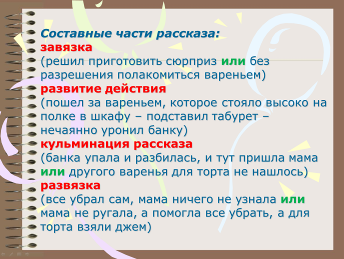 Составные части рассказа:
завязка
(решил приготовить сюрприз или без
разрешения полакомиться вареньем)
развитие действия
(пошел за вареньем, которое стояло высоко на
полке в шкафу – подставил табурет –
нечаянно уронил банку)
кульминация рассказа
(банка упала и разбилась, и тут пришла мама
или другого варенья для торта не нашлось)
развязка
(все убрал сам, мама ничего не узнала или
мама не ругала, а помогла все убрать, а для
торта взяли джем)